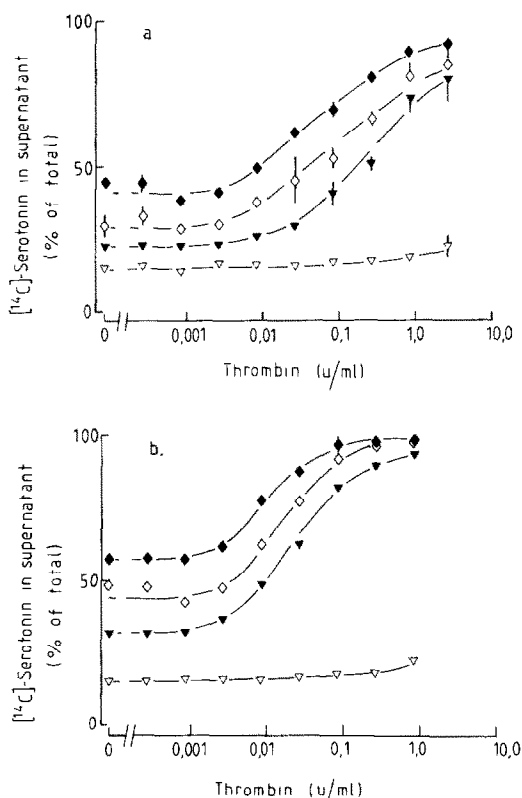 a
100
50
0
[¹⁴C]-Serotonin in supernatant
(% of total)
0 0,001 0,01 0,1 1,0 10,0
Thrombin (u/ml)
b.
100
50
0
[¹⁴C]-Serotonin in supernatant
(% of total)
0 0,001 0,01 0,1 1,0 10,0
Thrombin (u/ml)